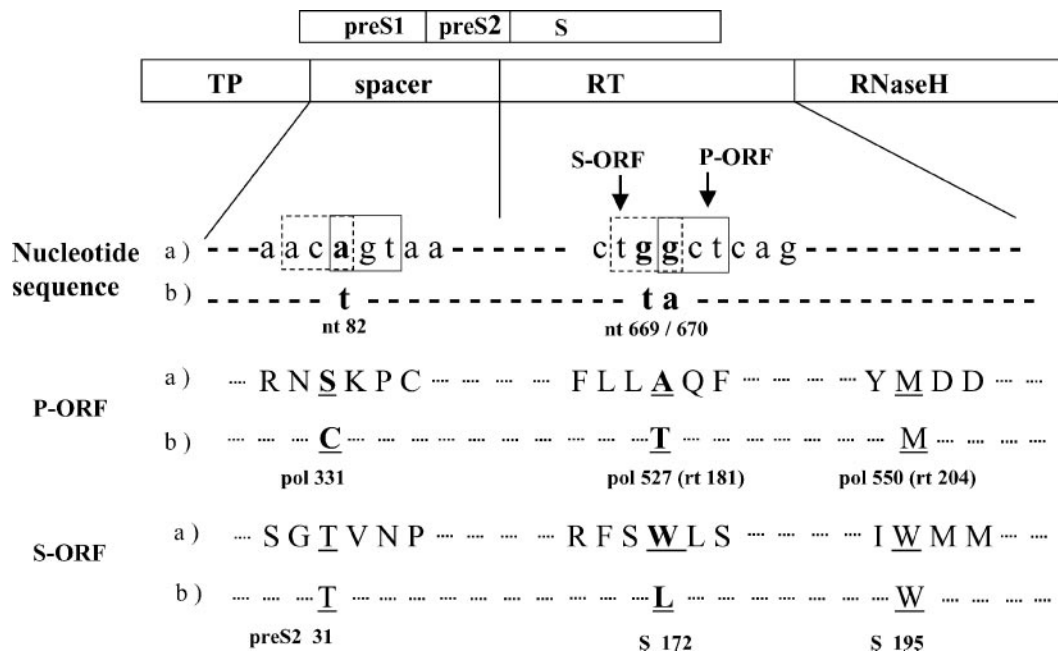 preS1 preS2 S
TP spacer RT RNaseH
S-ORF P-ORF
Nucleotide sequence
a) a a c a g t a a c t g g c t c a g
b) t t a
nt 82 nt 669 / 670
P-ORF
a) R N S K P C F L L A Q F Y M D D
b) C T M
pol 331 pol 527 (rt 181) pol 550 (rt 204)
S-ORF
a) S G T V N P R F S W L S I W M M
b) T L W
preS2 31 S 172 S 195